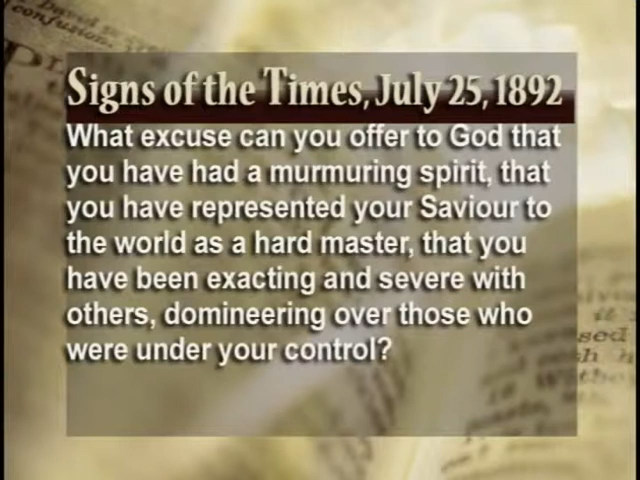 Signs of the Times, July 25, 1892
What excuse can you offer to God that
you have had a murmuring spirit, that
you have represented your Saviour to
the world as a hard master, that you
have been exacting and severe with
others, domineering over those who
were under your control?
confusion.